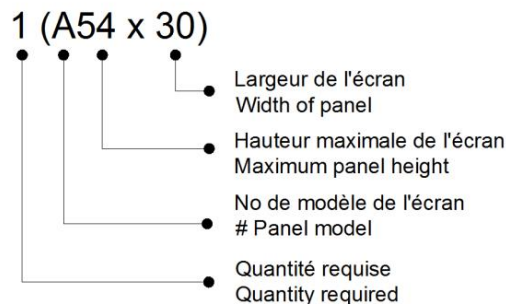 1 (A54 x 30)
Largeur de l'écran
Width of panel
Hauteur maximale de l'écran
Maximum panel height
No de modèle de l'écran
# Panel model
Quantité requise
Quantity required